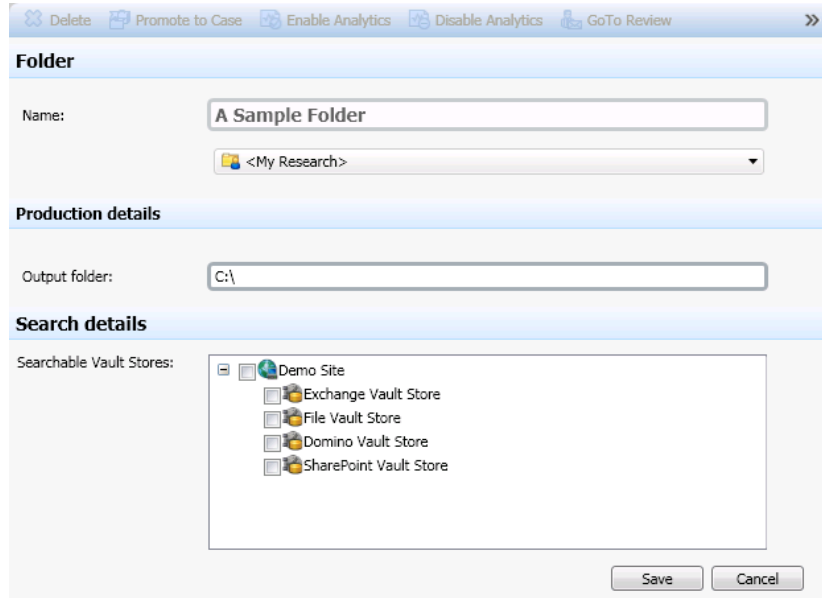 Delete Promote to Case Enable Analytics Disable Analytics GoTo Review »
Folder
Name: A Sample Folder
<My Research>
Production details
Output folder: C:\
Search details
Searchable Vault Stores:
Demo Site
Exchange Vault Store
File Vault Store
Domino Vault Store
SharePoint Vault Store
Save Cancel